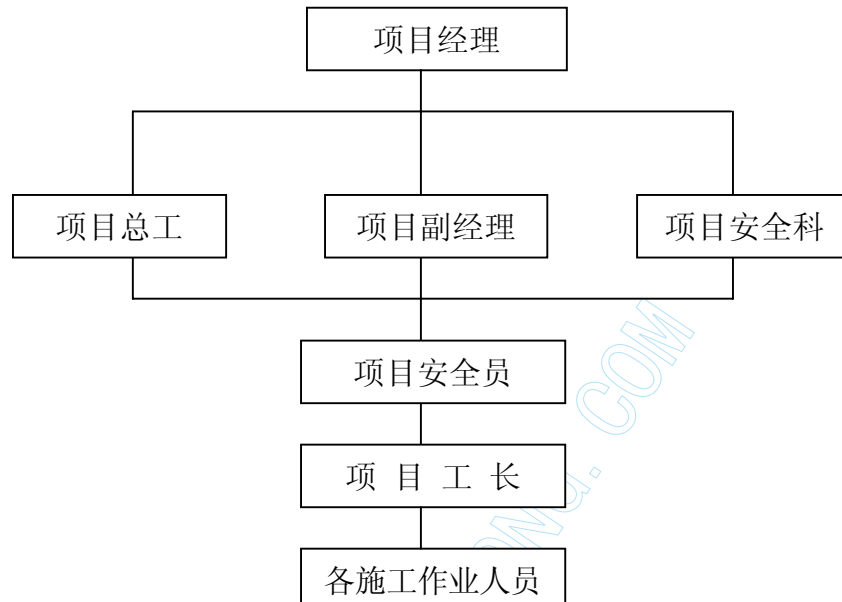 项目经理
项目总工 项目副经理 项目安全科
项目安全员
项 目 工 长
各施工作业人员